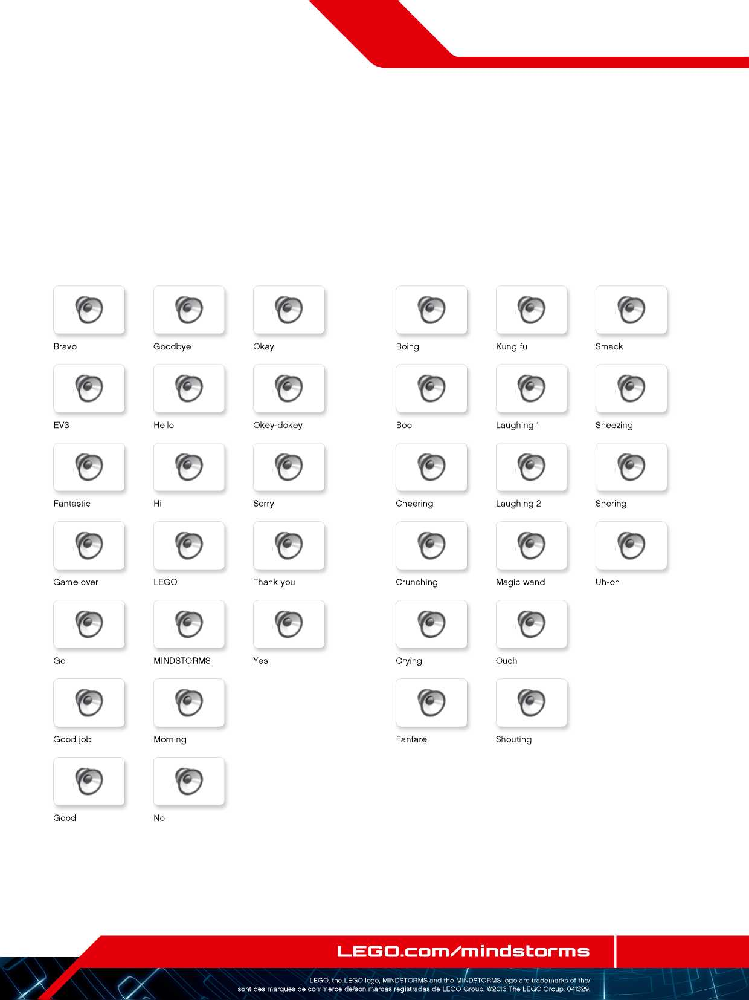 Bravo Goodbye Okay Boing Kung fu Smack
EV3 Hello Okey-dokey Boo Laughing 1 Sneezing
Fantastic Hi Sorry Cheering Laughing 2 Snoring
Game over LEGO Thank you Crunching Magic wand Uh-oh
Go MINDSTORMS Yes Crying Ouch
Good job Morning Fanfare Shouting
Good No
LEGO.com/mindstorms
LEGO, the LEGO logo, MINDSTORMS and the MINDSTORMS logo are trademarks of the/
sont des marques de commerce de/son marcas registradas de LEGO Group. ©2013 The LEGO Group. 041329.